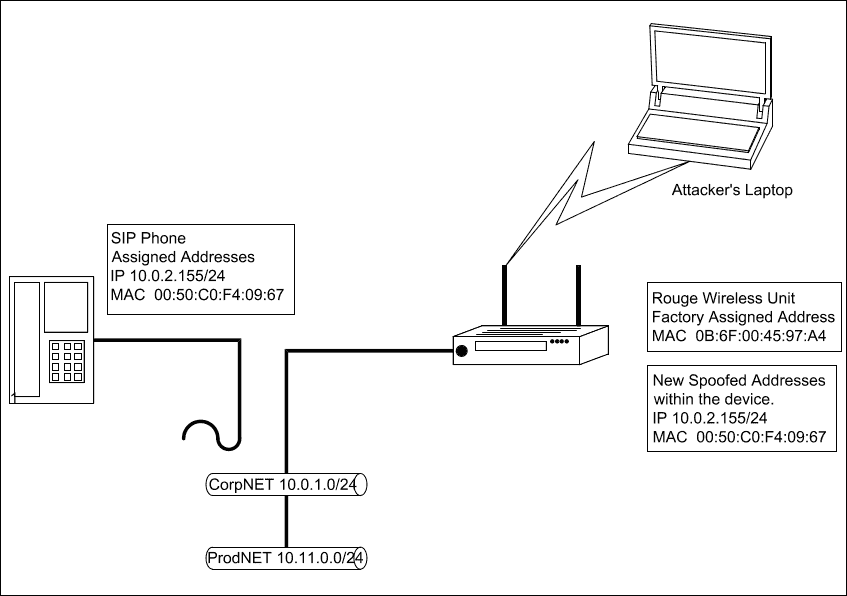 Attacker's Laptop
SIP Phone
Assigned Addresses
IP 10.0.2.155/24
MAC  00:50:C0:F4:09:67
Rouge Wireless Unit
Factory Assigned Address
MAC  0B:6F:00:45:97:A4
New Spoofed Addresses
within the device.
IP 10.0.2.155/24
MAC  00:50:C0:F4:09:67
CorpNET 10.0.1.0/24
ProdNET 10.11.0.0/24